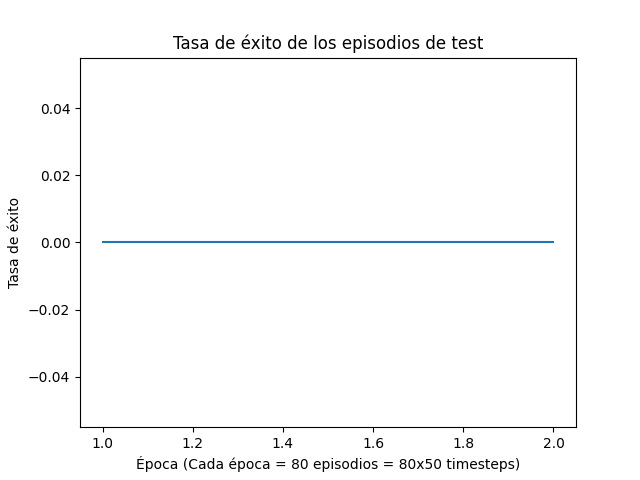 Tasa de éxito de los episodios de test
Tasa de éxito
0.04
0.02
0.00
−0.02
−0.04
1.0 1.2 1.4 1.6 1.8 2.0
Época (Cada época = 80 episodios = 80x50 timesteps)